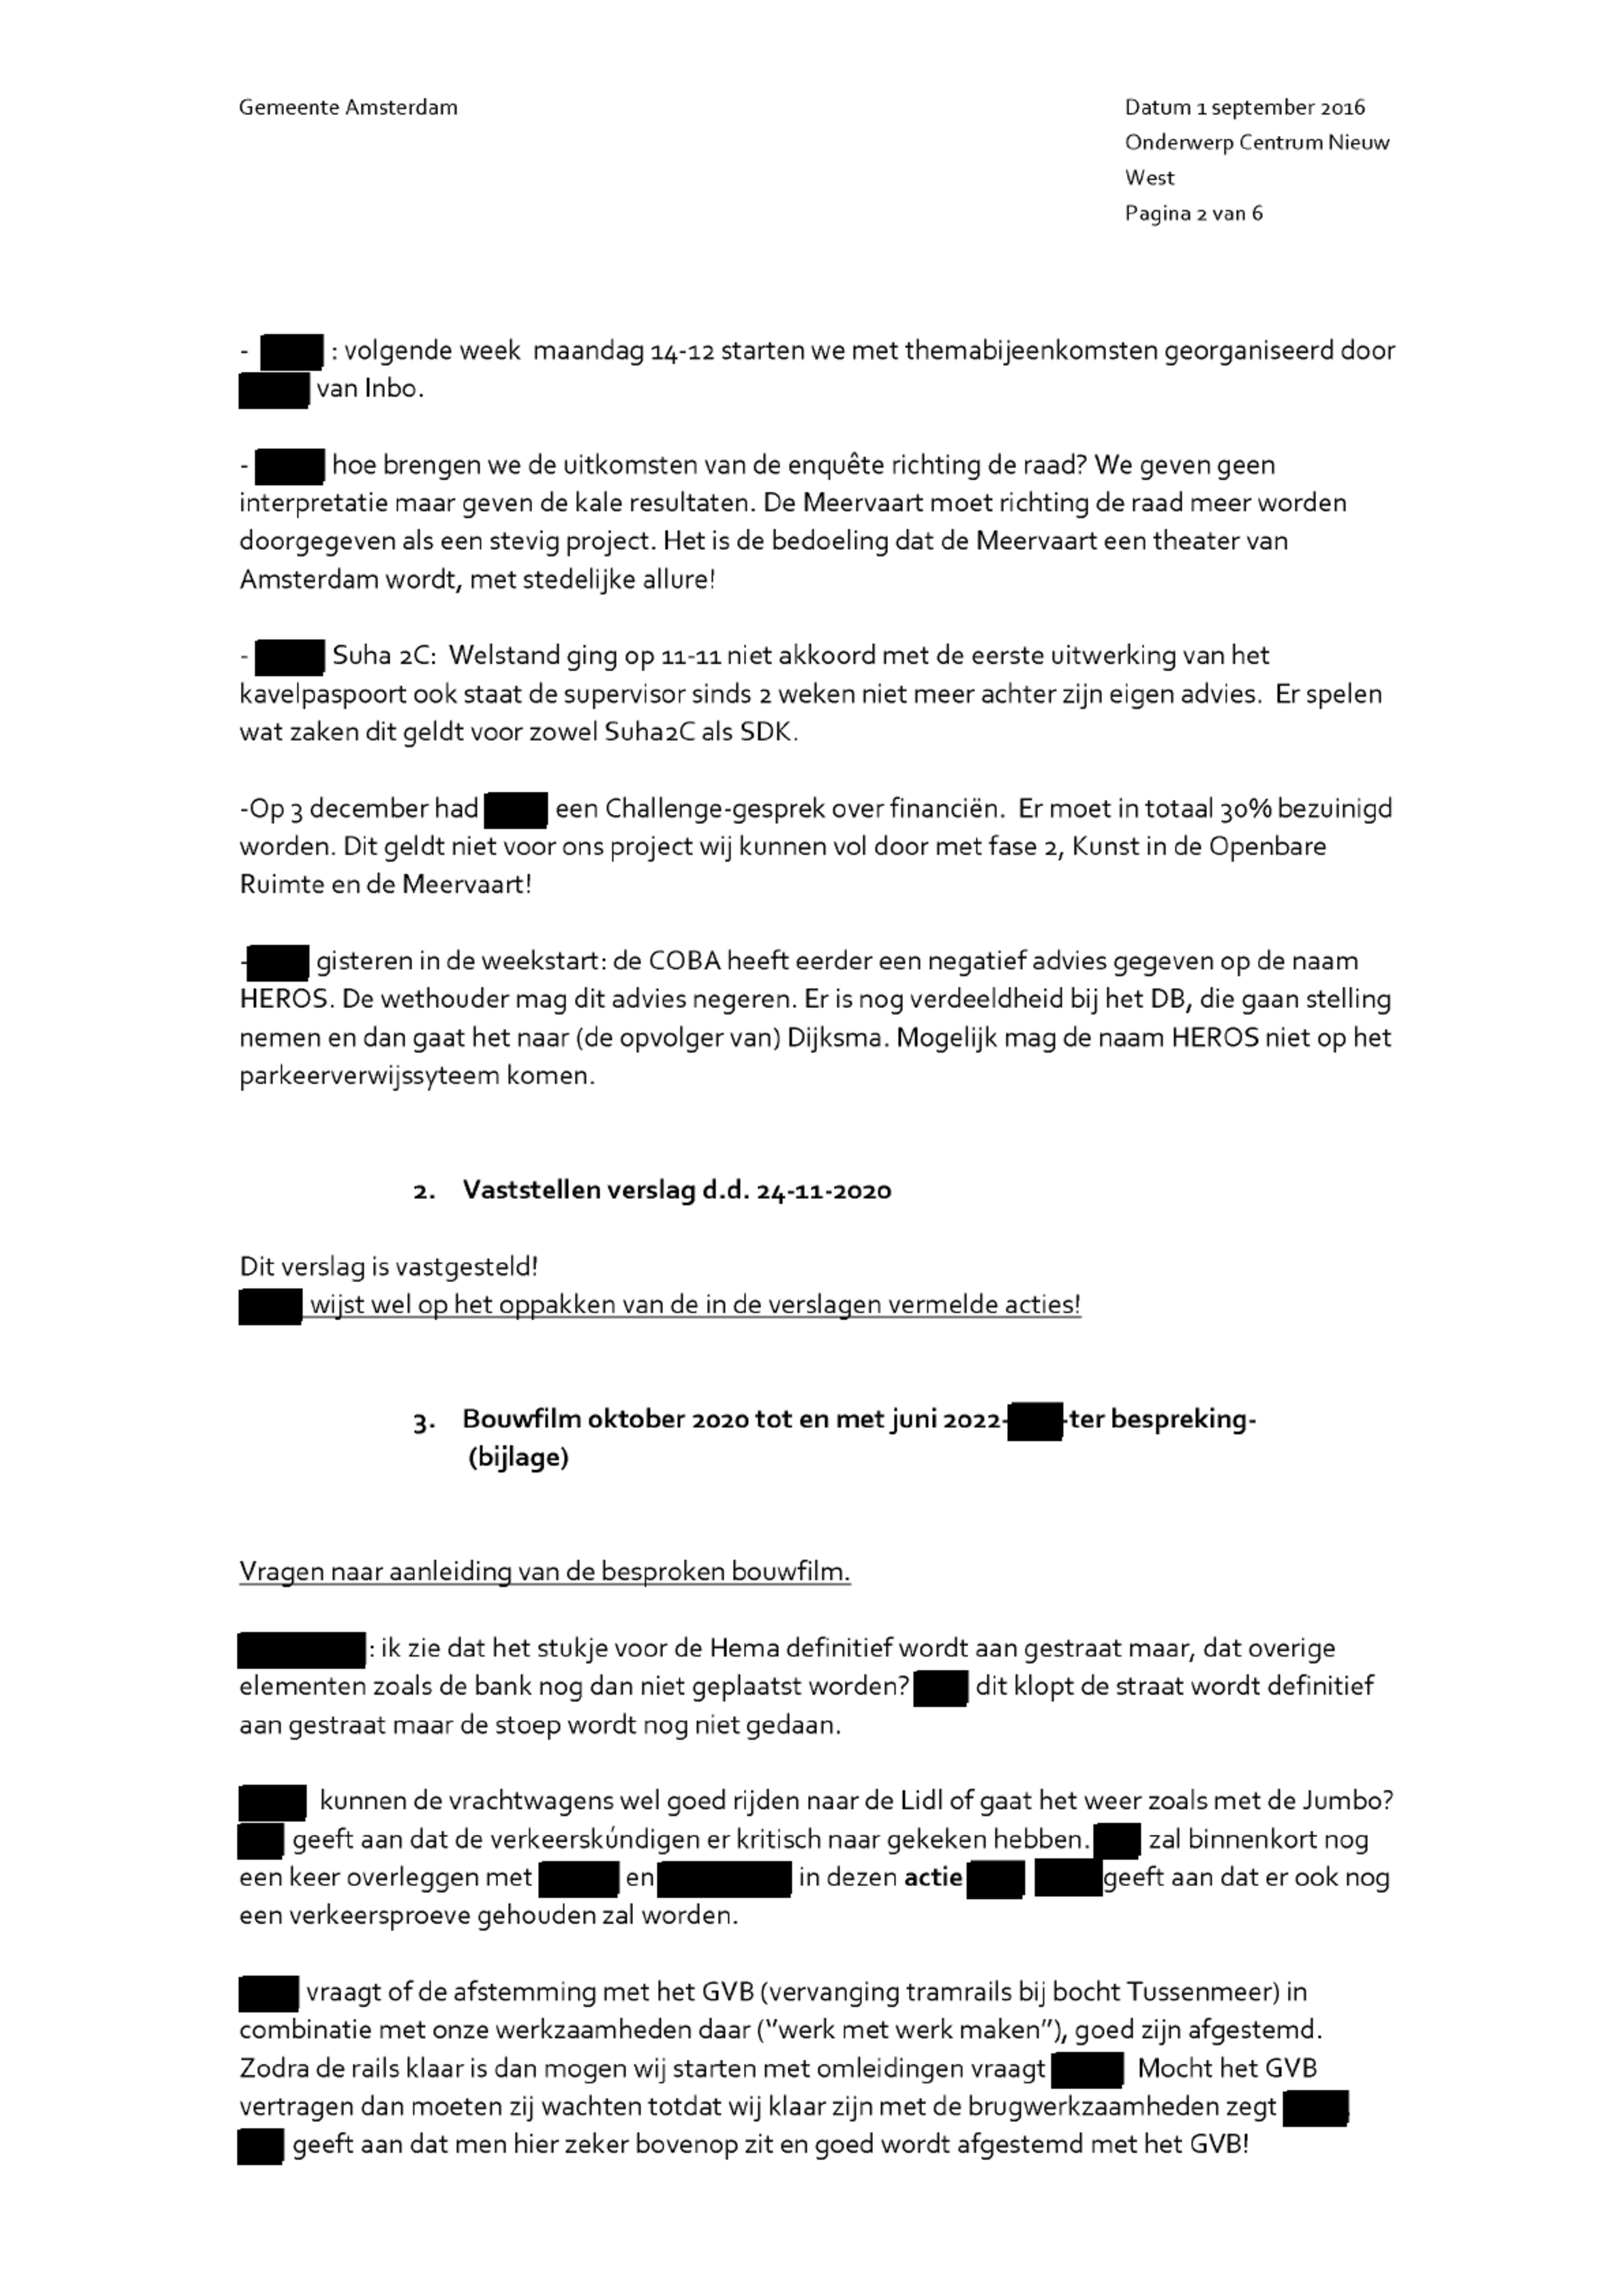 Gemeente Amsterdam
Datum 1 september 2016
Onderwerp Centrum Nieuw
West
Pagina 2 van 6
- : volgende week maandag 14-12 starten we met themabijeenkomsten georganiseerd door
van Inbo.
- hoe brengen we de uitkomsten van de enquête richting de raad? We geven geen
interpretatie maar geven de kale resultaten. De Meervaart moet richting de raad meer worden
doorgegeven als een stevig project. Het is de bedoeling dat de Meervaart een theater van
Amsterdam wordt, met stedelijke allure!
- Suha 2C: Welstand ging op 11-11 niet akkoord met de eerste uitwerking van het
kavelpaspoort ook staat de supervisor sinds 2 weken niet meer achter zijn eigen advies. Er spelen
wat zaken dit geldt voor zowel Suha2C als SDK.
-Op 3 december had een Challenge-gesprek over financiën. Er moet in totaal 30% bezuinigd
worden. Dit geldt niet voor ons project wij kunnen vol door met fase 2, Kunst in de Openbare
Ruimte en de Meervaart!
- gisteren in de weekstart: de COBA heeft eerder een negatief advies gegeven op de naam
HEROS. De wethouder mag dit advies negeren. Er is nog verdeeldheid bij het DB, die gaan stelling
nemen en dan gaat het naar (de opvolger van) Dijksma. Mogelijk mag de naam HEROS niet op het
parkeerverwijssyteem komen.
2. Vaststellen verslag d.d. 24-11-2020
Dit verslag is vastgesteld!
wijst wel op het oppakken van de in de verslagen vermelde acties!
3. Bouwfilm oktober 2020 tot en met juni 2022- -ter bespreking-
(bijlage)
Vragen naar aanleiding van de besproken bouwfilm.
: ik zie dat het stukje voor de Hema definitief wordt aan gestraat maar, dat overige
elementen zoals de bank nog dan niet geplaatst worden? dit klopt de straat wordt definitief
aan gestraat maar de stoep wordt nog niet gedaan.
kunnen de vrachtwagens wel goed rijden naar de Lidl of gaat het weer zoals met de Jumbo?
geeft aan dat de verkeerskúndigen er kritisch naar gekeken hebben. zal binnenkort nog
een keer overleggen met en in dezen actie geeft aan dat er ook nog
een verkeersproeve gehouden zal worden.
vraagt of de afstemming met het GVB (vervanging tramrails bij bocht Tussenmeer) in
combinatie met onze werkzaamheden daar (“werk met werk maken”), goed zijn afgestemd.
Zodra de rails klaar is dan mogen wij starten met omleidingen vraagt Mocht het GVB
vertragen dan moeten zij wachten totdat wij klaar zijn met de brugwerkzaamheden zegt
geeft aan dat men hier zeker bovenop zit en goed wordt afgestemd met het GVB!